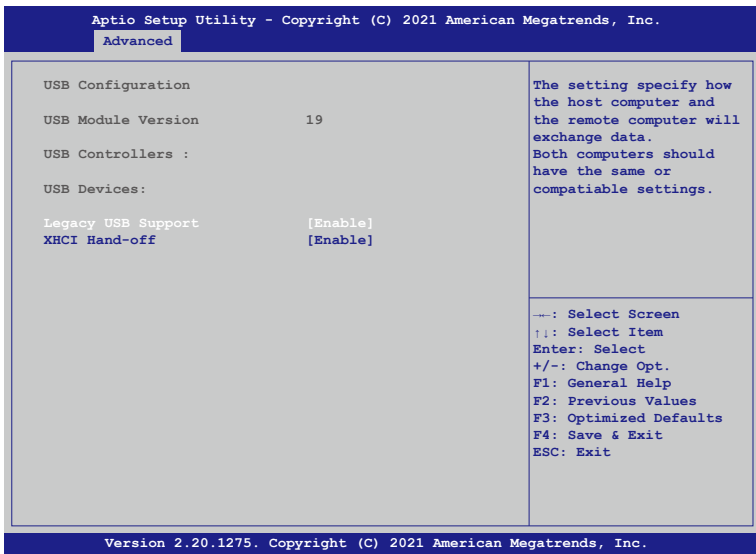 Aptio Setup Utility - Copyright (C) 2021 American Megatrends, Inc.
Advanced
USB Configuration
USB Module Version 19
USB Controllers :
USB Devices:
Legacy USB Support [Enable]
XHCI Hand-off [Enable]
The setting specify how
the host computer and
the remote computer will
exchange data.
Both computers should
have the same or
compatiable settings.
→←: Select Screen
↑↓: Select Item
Enter: Select
+/-: Change Opt.
F1: General Help
F2: Previous Values
F3: Optimized Defaults
F4: Save & Exit
ESC: Exit
Version 2.20.1275. Copyright (C) 2021 American Megatrends, Inc.